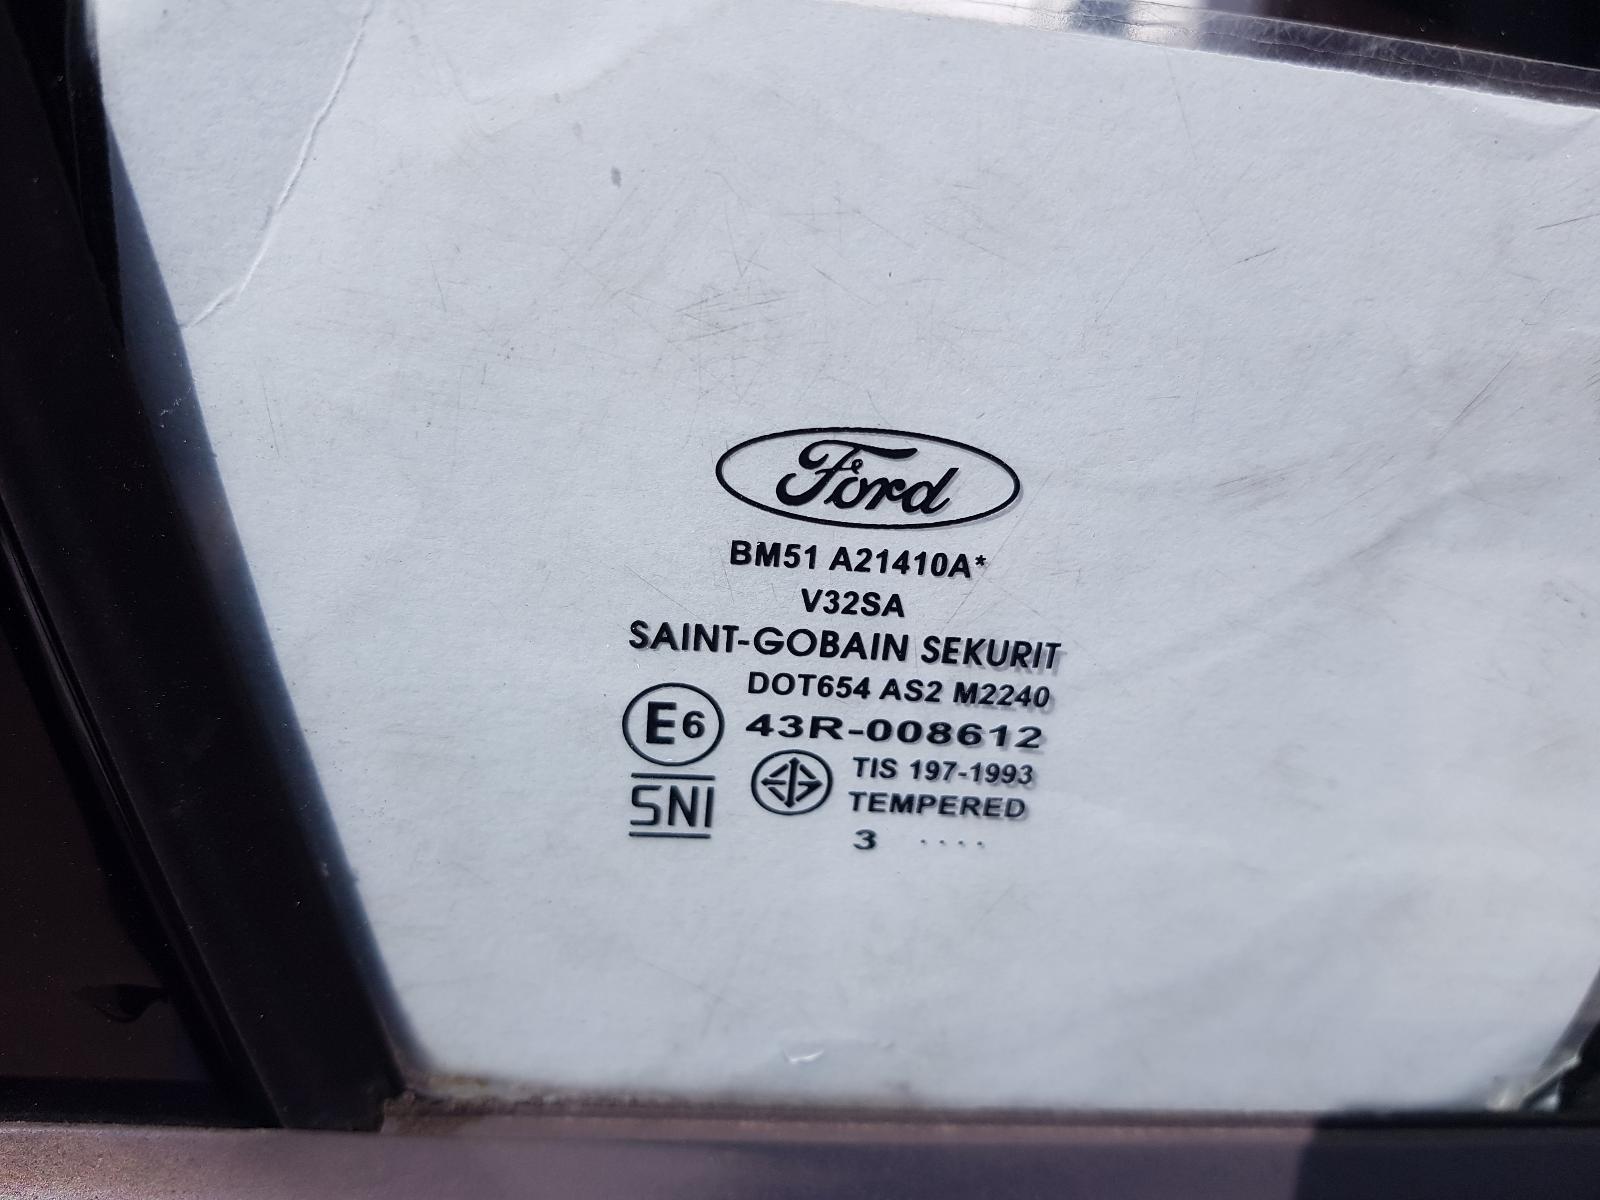 Ford
BM51 A21410A*
V32SA
SAINT-GOBAIN SEKURIT
DOT654 AS2 M2240
E6 43R-008612
TIS 197-1993
SNI
TEMPERED
3 ....